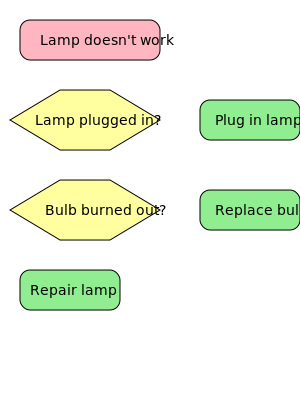 Lamp doesn't work
Lamp plugged in?
Plug in lamp
Bulb burned out?
Replace bul
Repair lamp